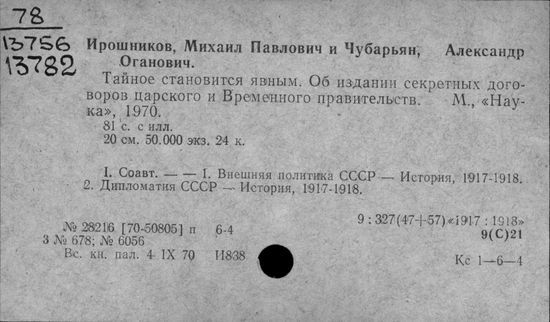 78
13756
13782
Ирошников, Михаил Павлович и Чубарьян, Александр
Оганович.
Тайное становится явным. Об издании секретных дого-
воров царского и Временного правительств. М., «Нау-
ка», 1970.
81 с. с илл.
20 см. 50.000 экз. 24 к.
I. Соавт. — — 1. Внешняя политика СССР — История, 1917-1918.
2. Дипломатия СССР — История, 1917-1918.
№ 28216 [70-50805] п 6-4
9 : 327(47+57)«1917 : 1918»
3 № 678; № 6056
9(С)21
Вс. кн. пал. 4 IX 70 И838
Кс 1—6—4